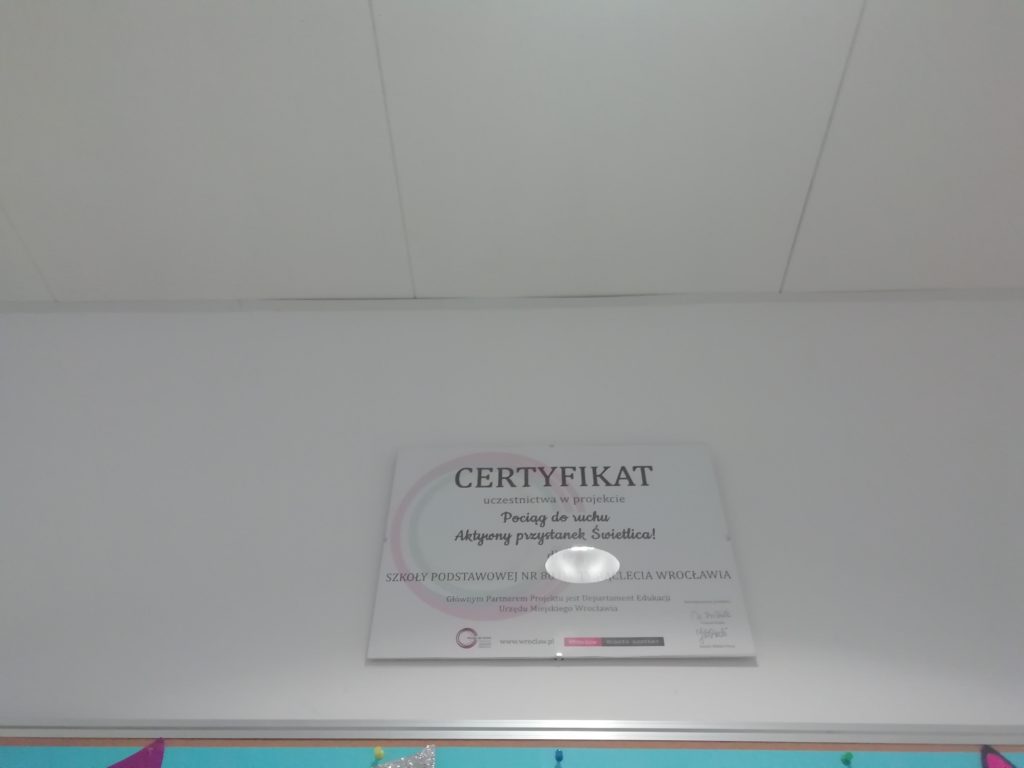 CERTYFIKAT
uczestnictwa w projekcie
Pociąg do ruchu
Aktywny przystanek Świetlica!
SZKOŁY PODSTAWOWEJ NR WROCŁAWIA
Głównym Partnerem Projektu jest Departament Edukacji
Urzędu Miejskiego Wrocławia
www.wroclaw.pl